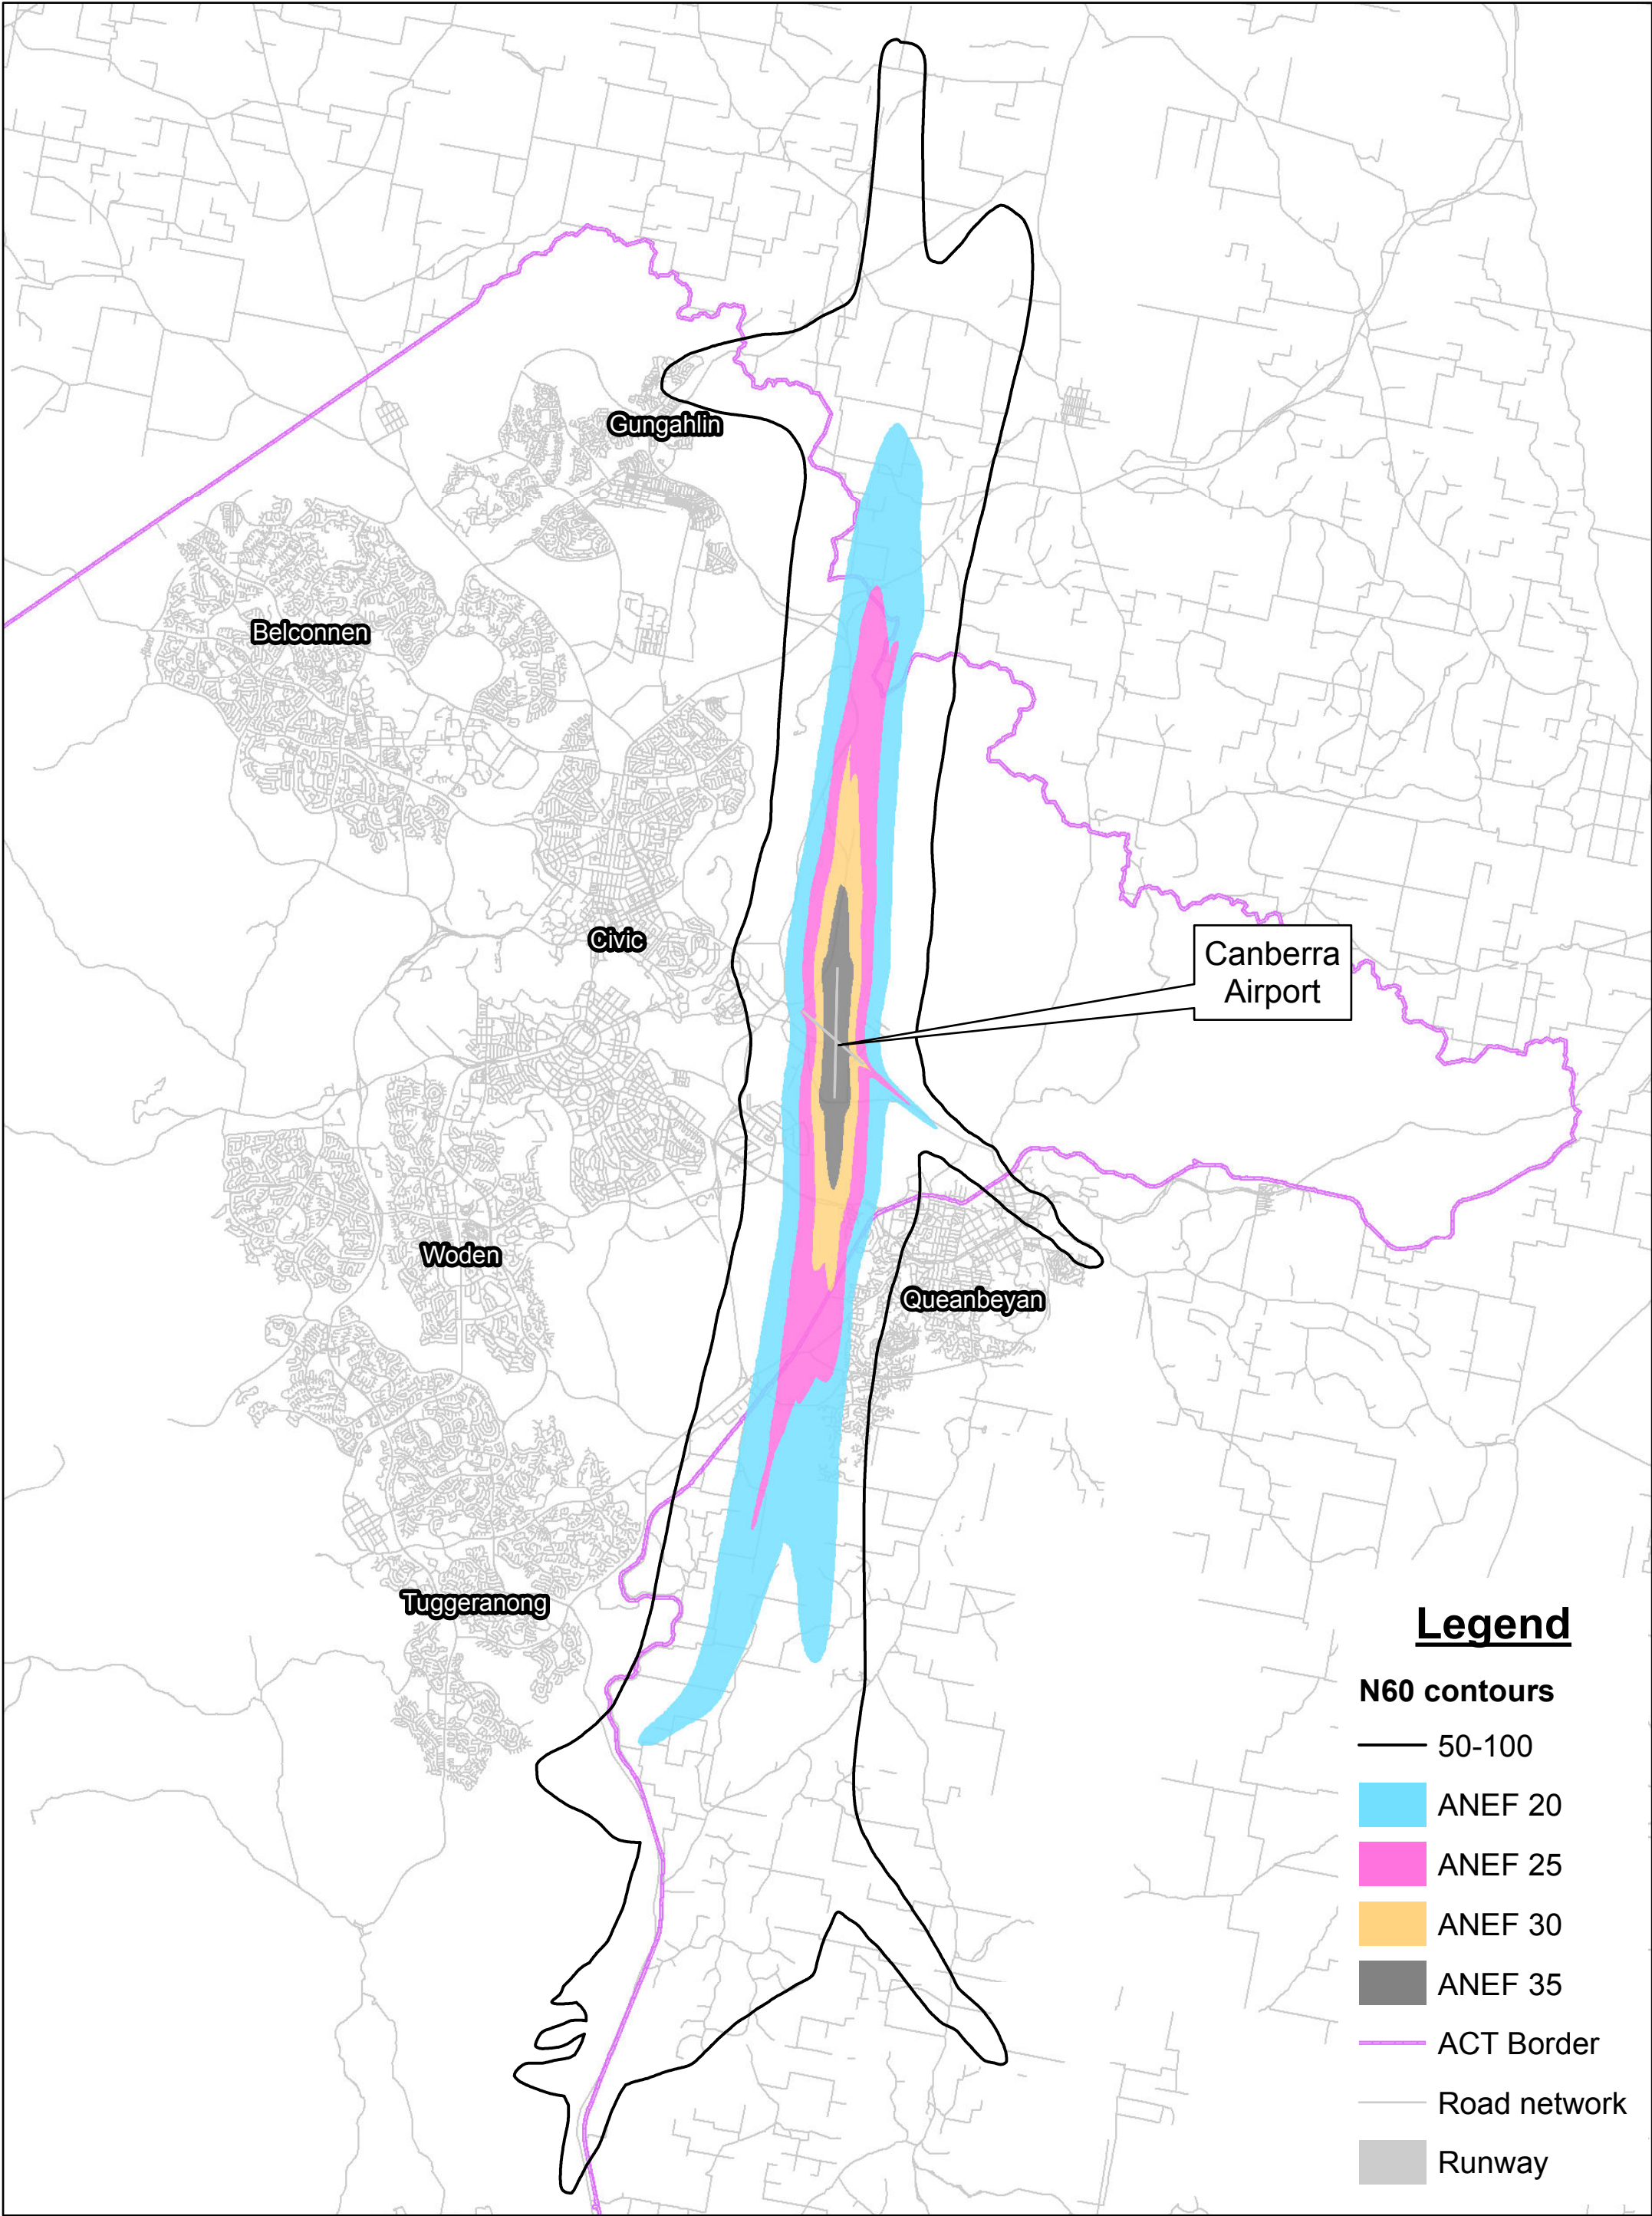 Gungahlin
Belconnen
Civic
Canberra
Airport
Woden
Queanbeyan
Tuggeranong
Legend
N60 contours
50-100
ANEF 20
ANEF 25
ANEF 30
ANEF 35
ACT Border
Road network
Runway